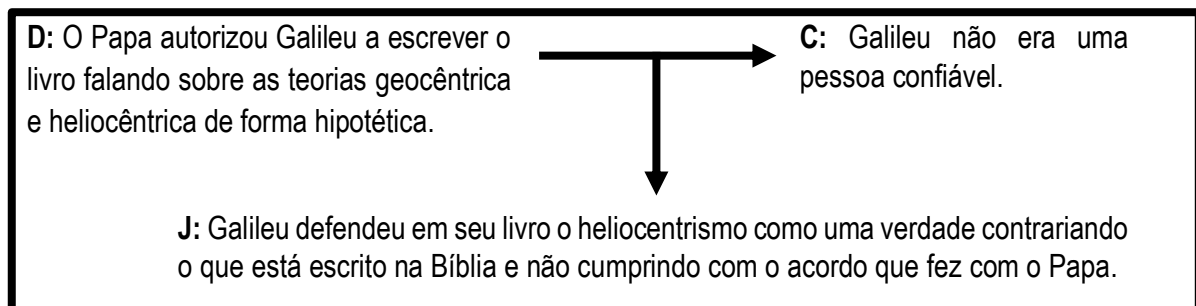 D: O Papa autorizou Galileu a escrever o
livro falando sobre as teorias geocêntrica
e heliocêntrica de forma hipotética.
C: Galileu não era uma
pessoa confiável.
J: Galileu defendeu em seu livro o heliocentrismo como uma verdade contrariando
o que está escrito na Bíblia e não cumprindo com o acordo que fez com o Papa.